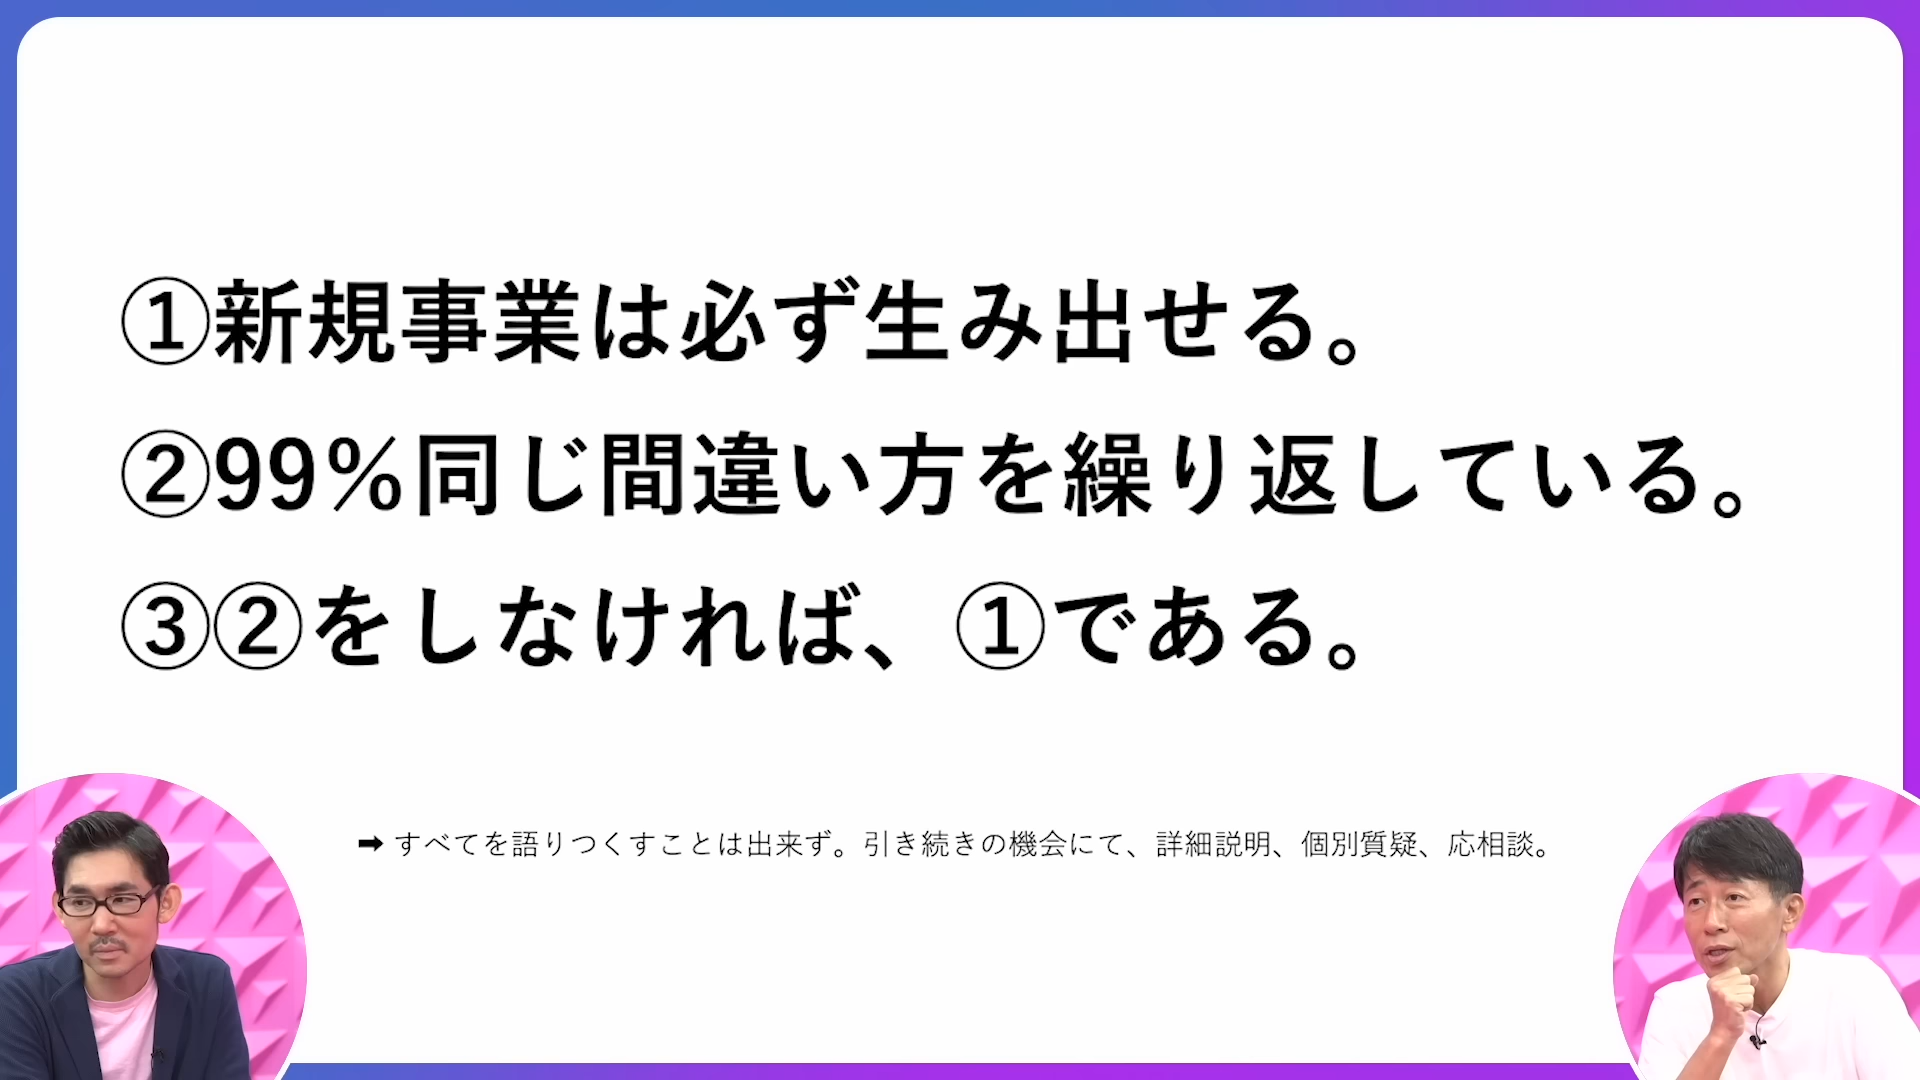 ①新規事業は必ず生み出せる。
②99％同じ間違い方を繰り返している。
③②をしなければ、①である。
➡ すべてを語りつくすことは出来ず。引き続きの機会にて、詳細説明、個別質疑、応相談。